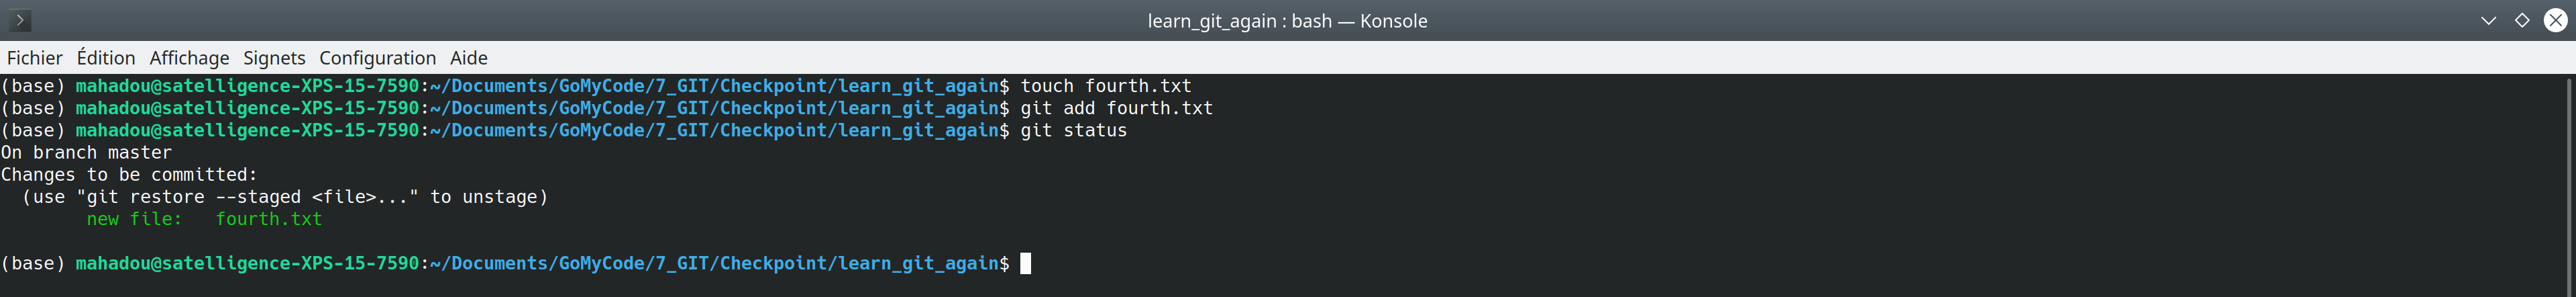 learn_git_again : bash — Konsole
Fichier Édition Affichage Signets Configuration Aide
(base) mahadou@satelligence-XPS-15-7590:~/Documents/GoMyCode/7_GIT/Checkpoint/learn_git_again$ touch fourth.txt
(base) mahadou@satelligence-XPS-15-7590:~/Documents/GoMyCode/7_GIT/Checkpoint/learn_git_again$ git add fourth.txt
(base) mahadou@satelligence-XPS-15-7590:~/Documents/GoMyCode/7_GIT/Checkpoint/learn_git_again$ git status
On branch master
Changes to be committed:
  (use "git restore --staged <file>..." to unstage)
        new file:   fourth.txt
(base) mahadou@satelligence-XPS-15-7590:~/Documents/GoMyCode/7_GIT/Checkpoint/learn_git_again$